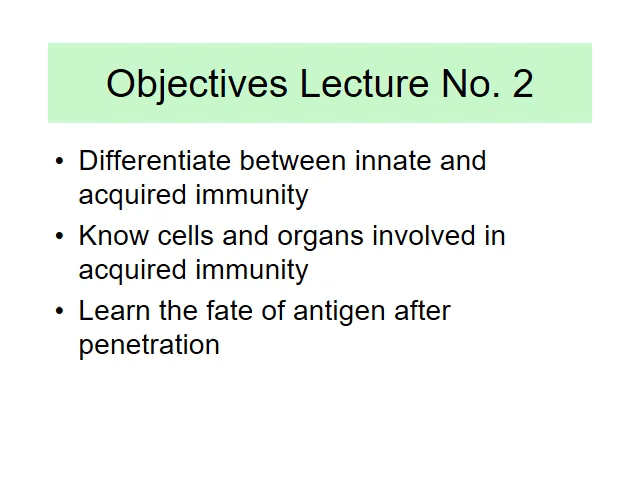 Objectives Lecture No. 2
• Differentiate between innate and
acquired immunity
• Know cells and organs involved in
acquired immunity
• Learn the fate of antigen after
penetration